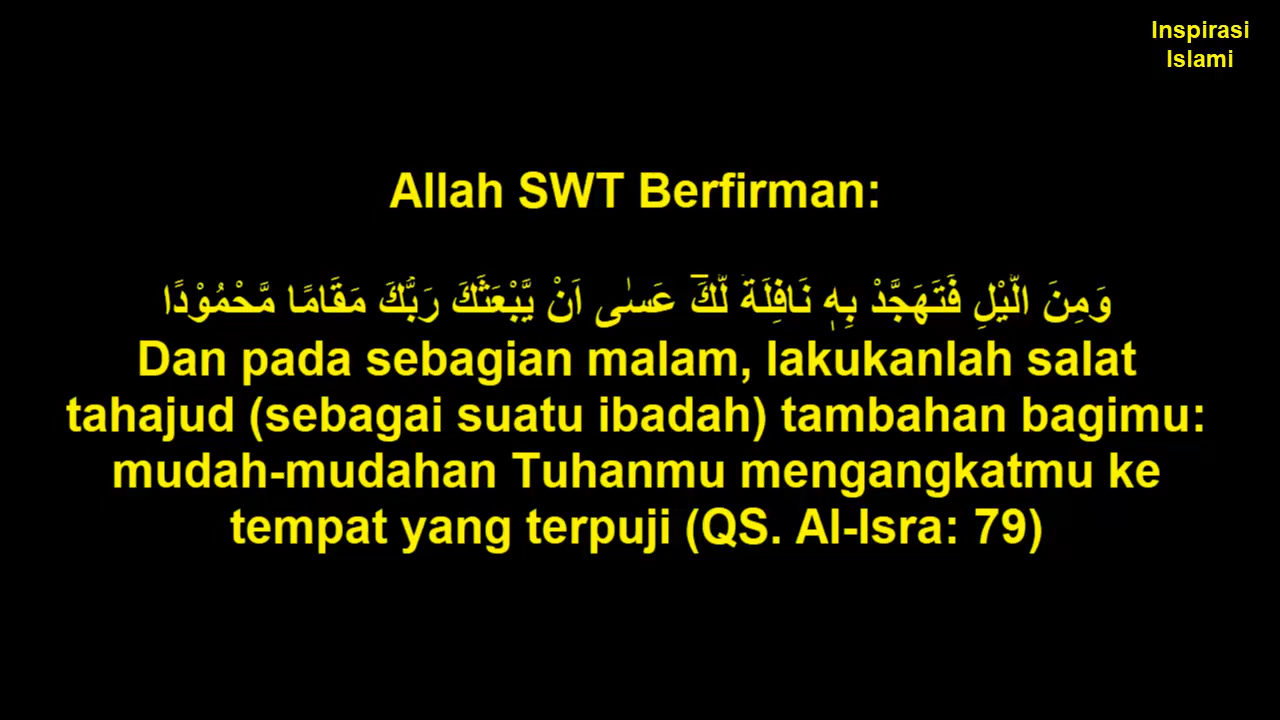 Inspirasi
Islami
Allah SWT Berfirman:
وَمِنَ الَّيْلِ فَتَهَجَّدْ بِهٖ نَافِلَةً لَّكَۖ عَسٰٓى اَنْ يَّبْعَثَكَ رَبُّكَ مَقَامًا مَّحْمُوْدًا
Dan pada sebagian malam, lakukanlah salat
tahajud (sebagai suatu ibadah) tambahan bagimu:
mudah-mudahan Tuhanmu mengangkatmu ke
tempat yang terpuji (QS. Al-Isra: 79)